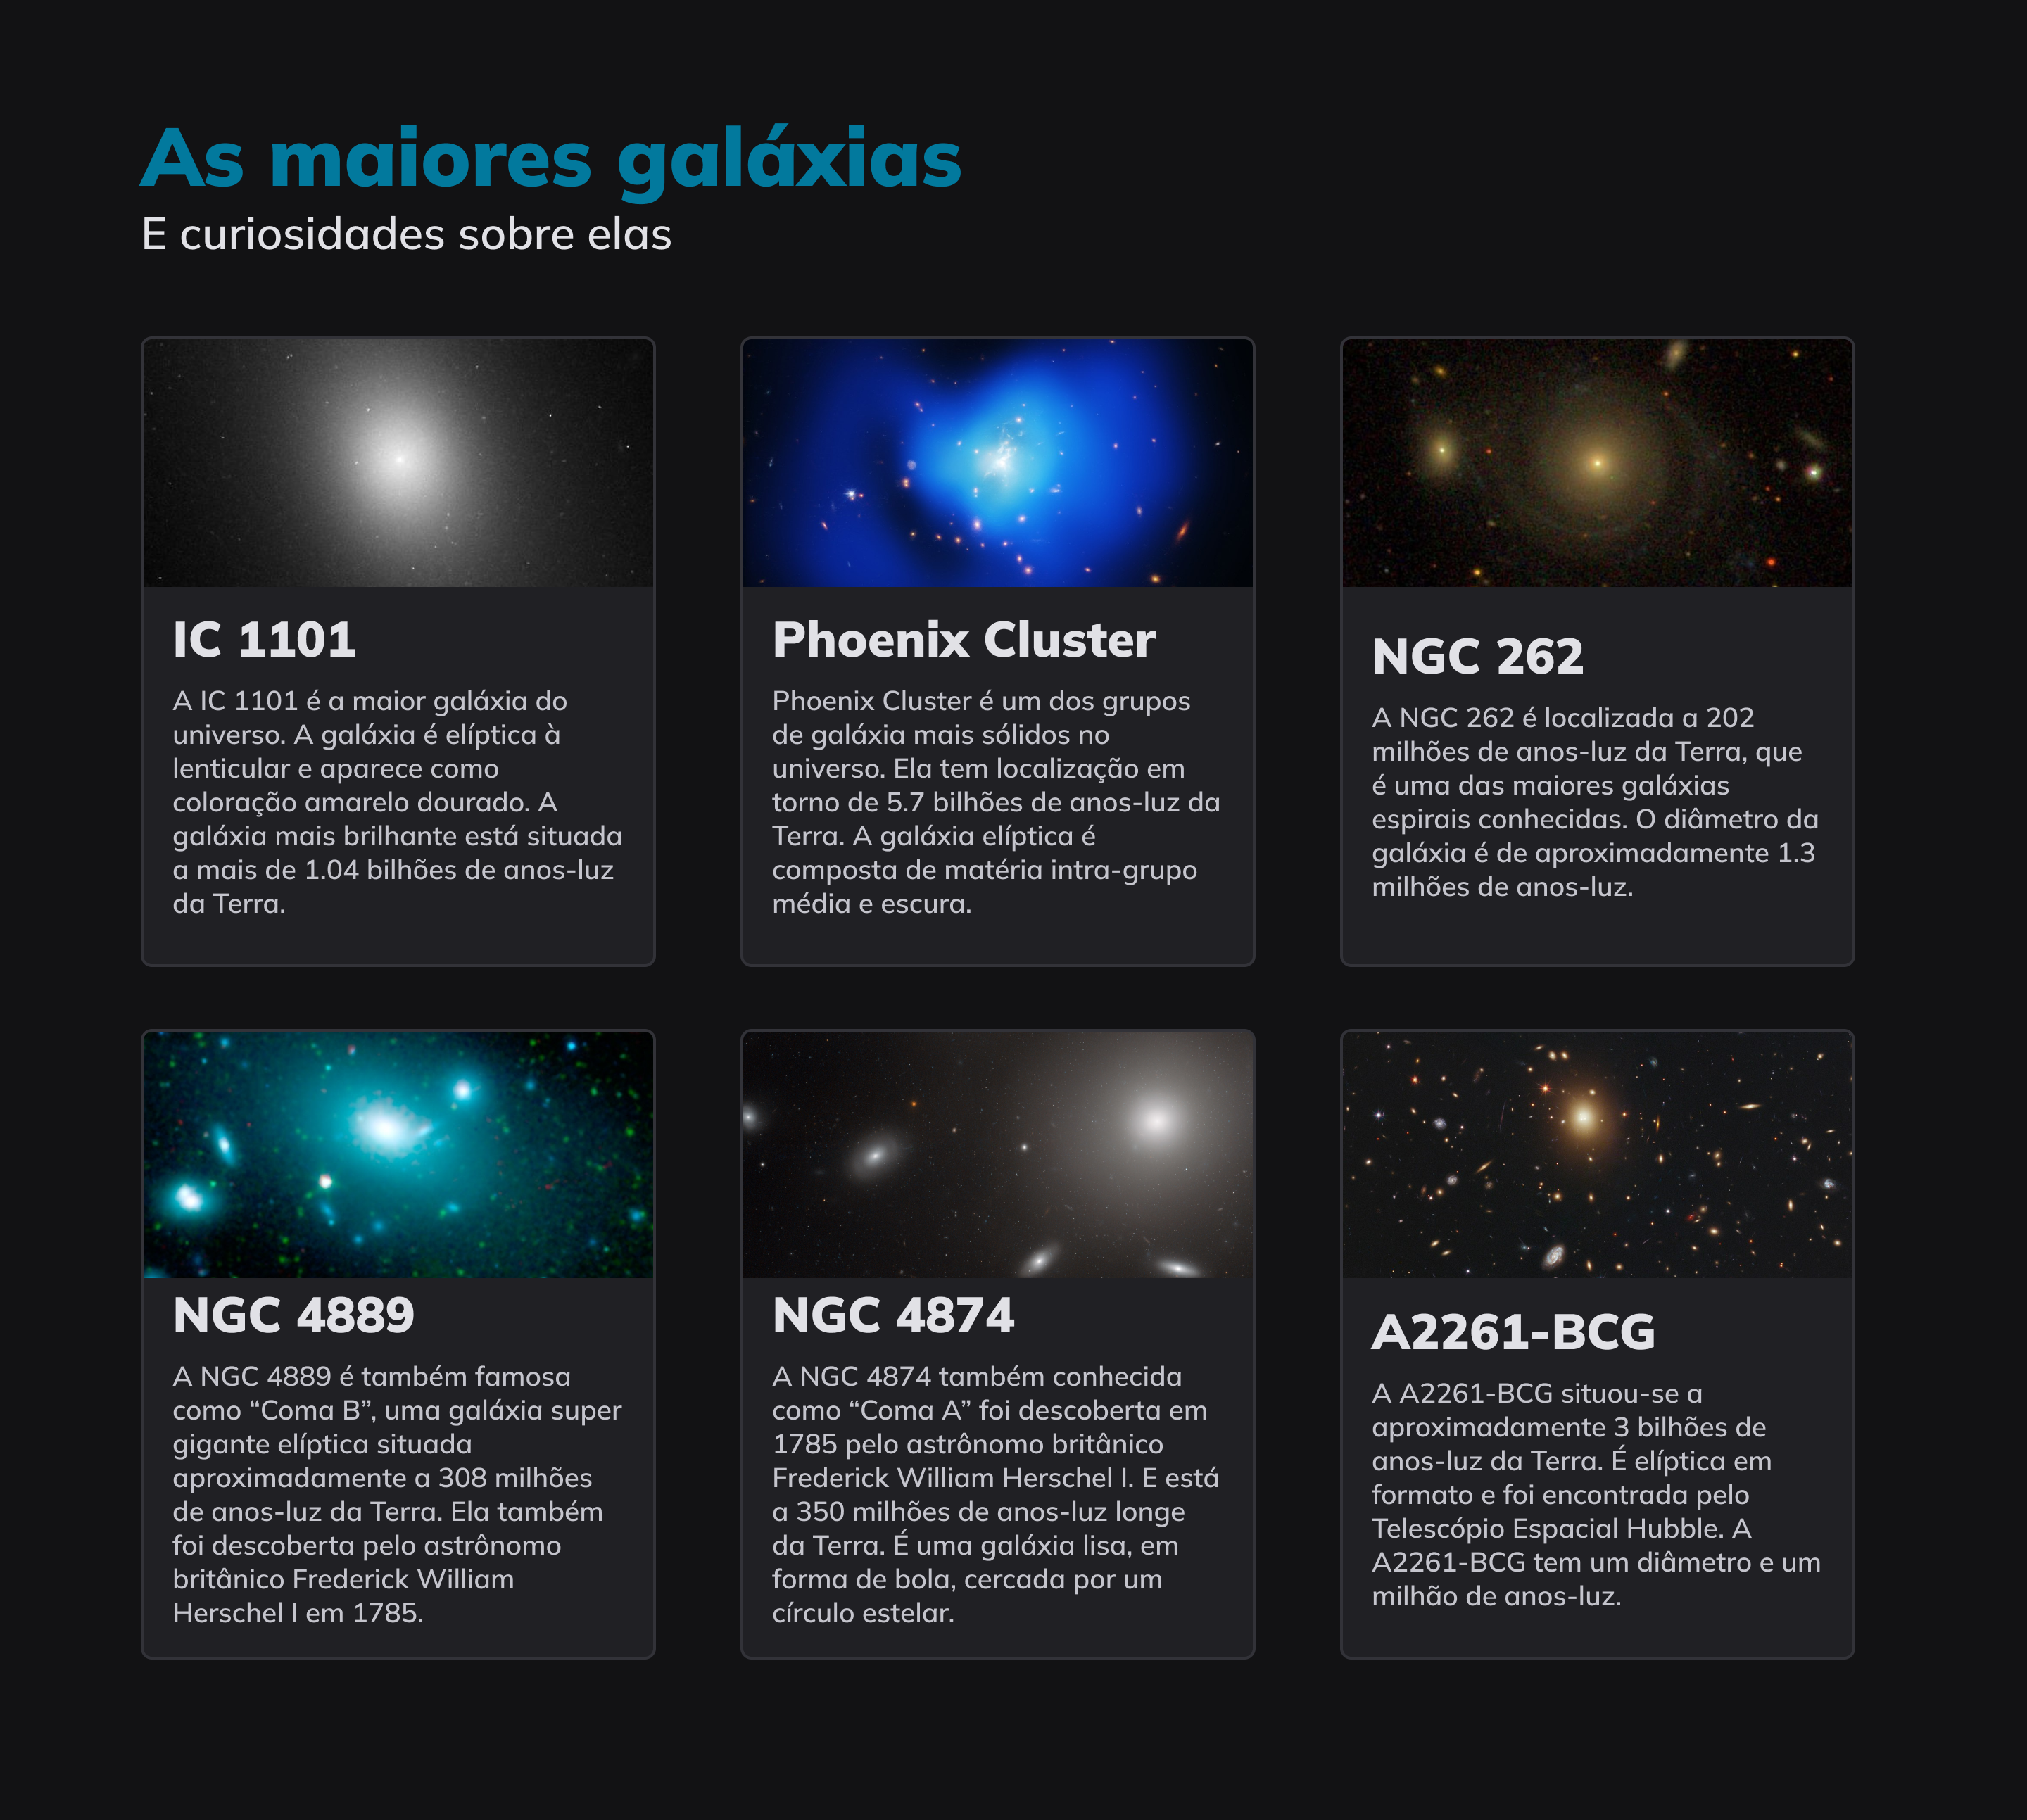 As maiores galáxias
E curiosidades sobre elas
IC 1101
A IC 1101 é a maior galáxia do
universo. A galáxia é elíptica à
lenticular e aparece como
coloração amarelo dourado. A
galáxia mais brilhante está situada
a mais de 1.04 bilhões de anos-luz
da Terra.
Phoenix Cluster
Phoenix Cluster é um dos grupos
de galáxia mais sólidos no
universo. Ela tem localização em
torno de 5.7 bilhões de anos-luz da
Terra. A galáxia elíptica é
composta de matéria intra-grupo
média e escura.
NGC 262
A NGC 262 é localizada a 202
milhões de anos-luz da Terra, que
é uma das maiores galáxias
espirais conhecidas. O diâmetro da
galáxia é de aproximadamente 1.3
milhões de anos-luz.
NGC 4889
A NGC 4889 é também famosa
como “Coma B”, uma galáxia super
gigante elíptica situada
aproximadamente a 308 milhões
de anos-luz da Terra. Ela também
foi descoberta pelo astrônomo
britânico Frederick William
Herschel I em 1785.
NGC 4874
A NGC 4874 também conhecida
como “Coma A” foi descoberta em
1785 pelo astrônomo britânico
Frederick William Herschel I. E está
a 350 milhões de anos-luz longe
da Terra. É uma galáxia lisa, em
forma de bola, cercada por um
círculo estelar.
A2261-BCG
A A2261-BCG situou-se a
aproximadamente 3 bilhões de
anos-luz da Terra. É elíptica em
formato e foi encontrada pelo
Telescópio Espacial Hubble. A
A2261-BCG tem um diâmetro e um
milhão de anos-luz.